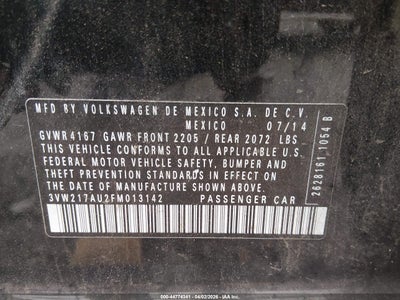 MFD BY VOLKSWAGEN DE MEXICO S.A. DE C.V.
MEXICO 07/14
GVWR 4167 GAWR FRONT 2205 / REAR 2072 LBS
THIS VEHICLE CONFORMS TO ALL APPLICABLE U.S.
FEDERAL MOTOR VEHICLE SAFETY, BUMPER AND
THEFT PREVENTION STANDARDS IN EFFECT ON THE
DATE OF MANUFACTURE SHOWN ABOVE.
3VW217AU2FM013142 PASSENGER CAR
2628161 1054 B
000-44774341 - 04/02/2026 - IAA Inc.